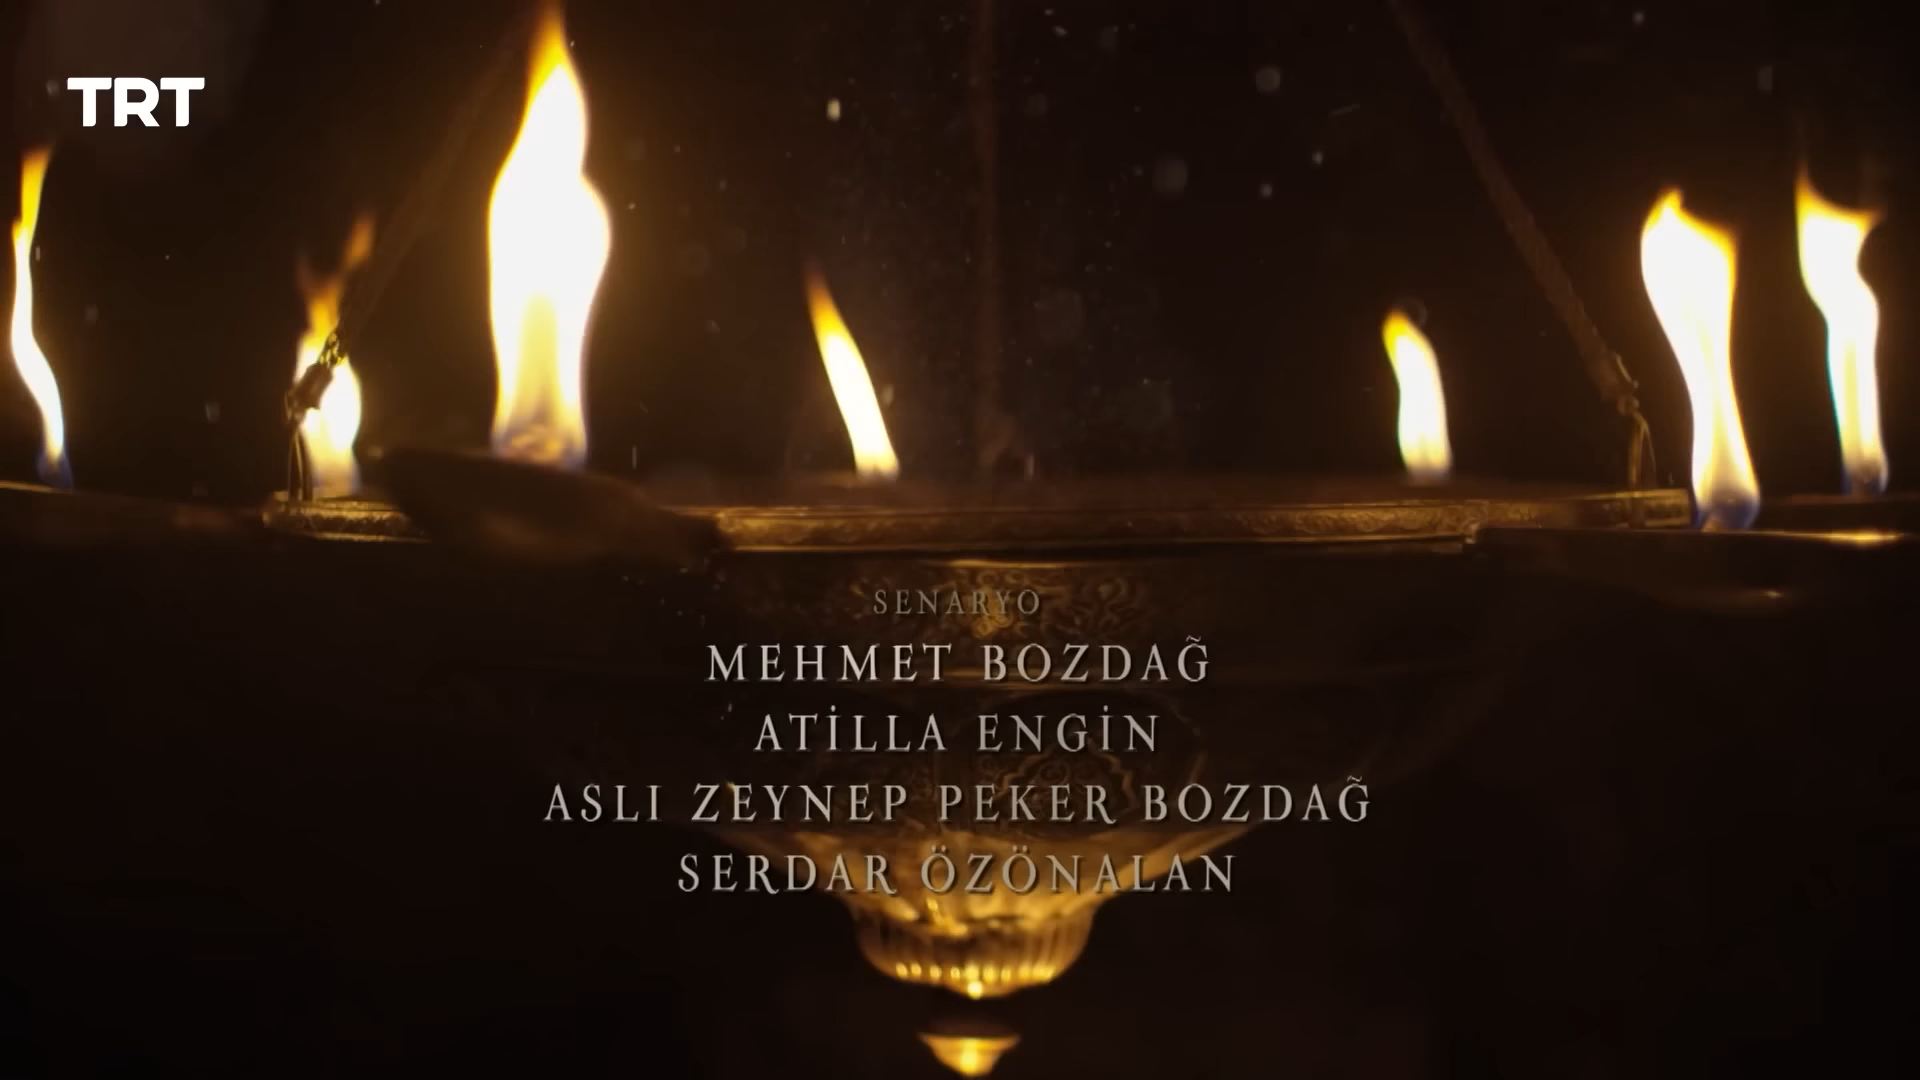 TRT
SENARYO
MEHMET BOZDAĞ
ATİLLA ENGİN
ASLI ZEYNEP PEKER BOZDAĞ
SERDAR ÖZÖNALAN